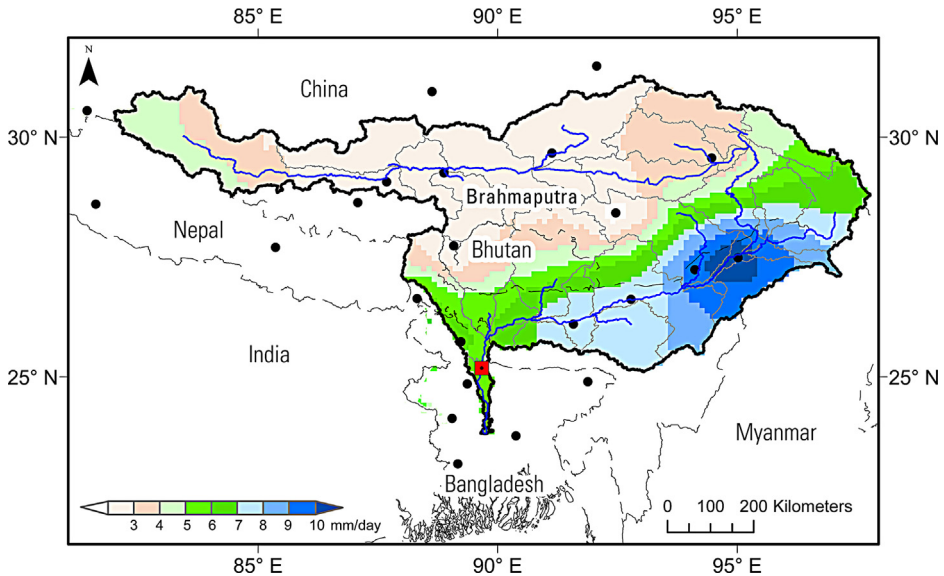 85° E 90° E 95° E
N
China
30° N 30° N
Brahmaputra
Nepal
Bhutan
India
25° N 25° N
Myanmar
Bangladesh
0 100 200 Kilometers
3 4 5 6 7 8 9 10 mm/day
85° E 90° E 95° E